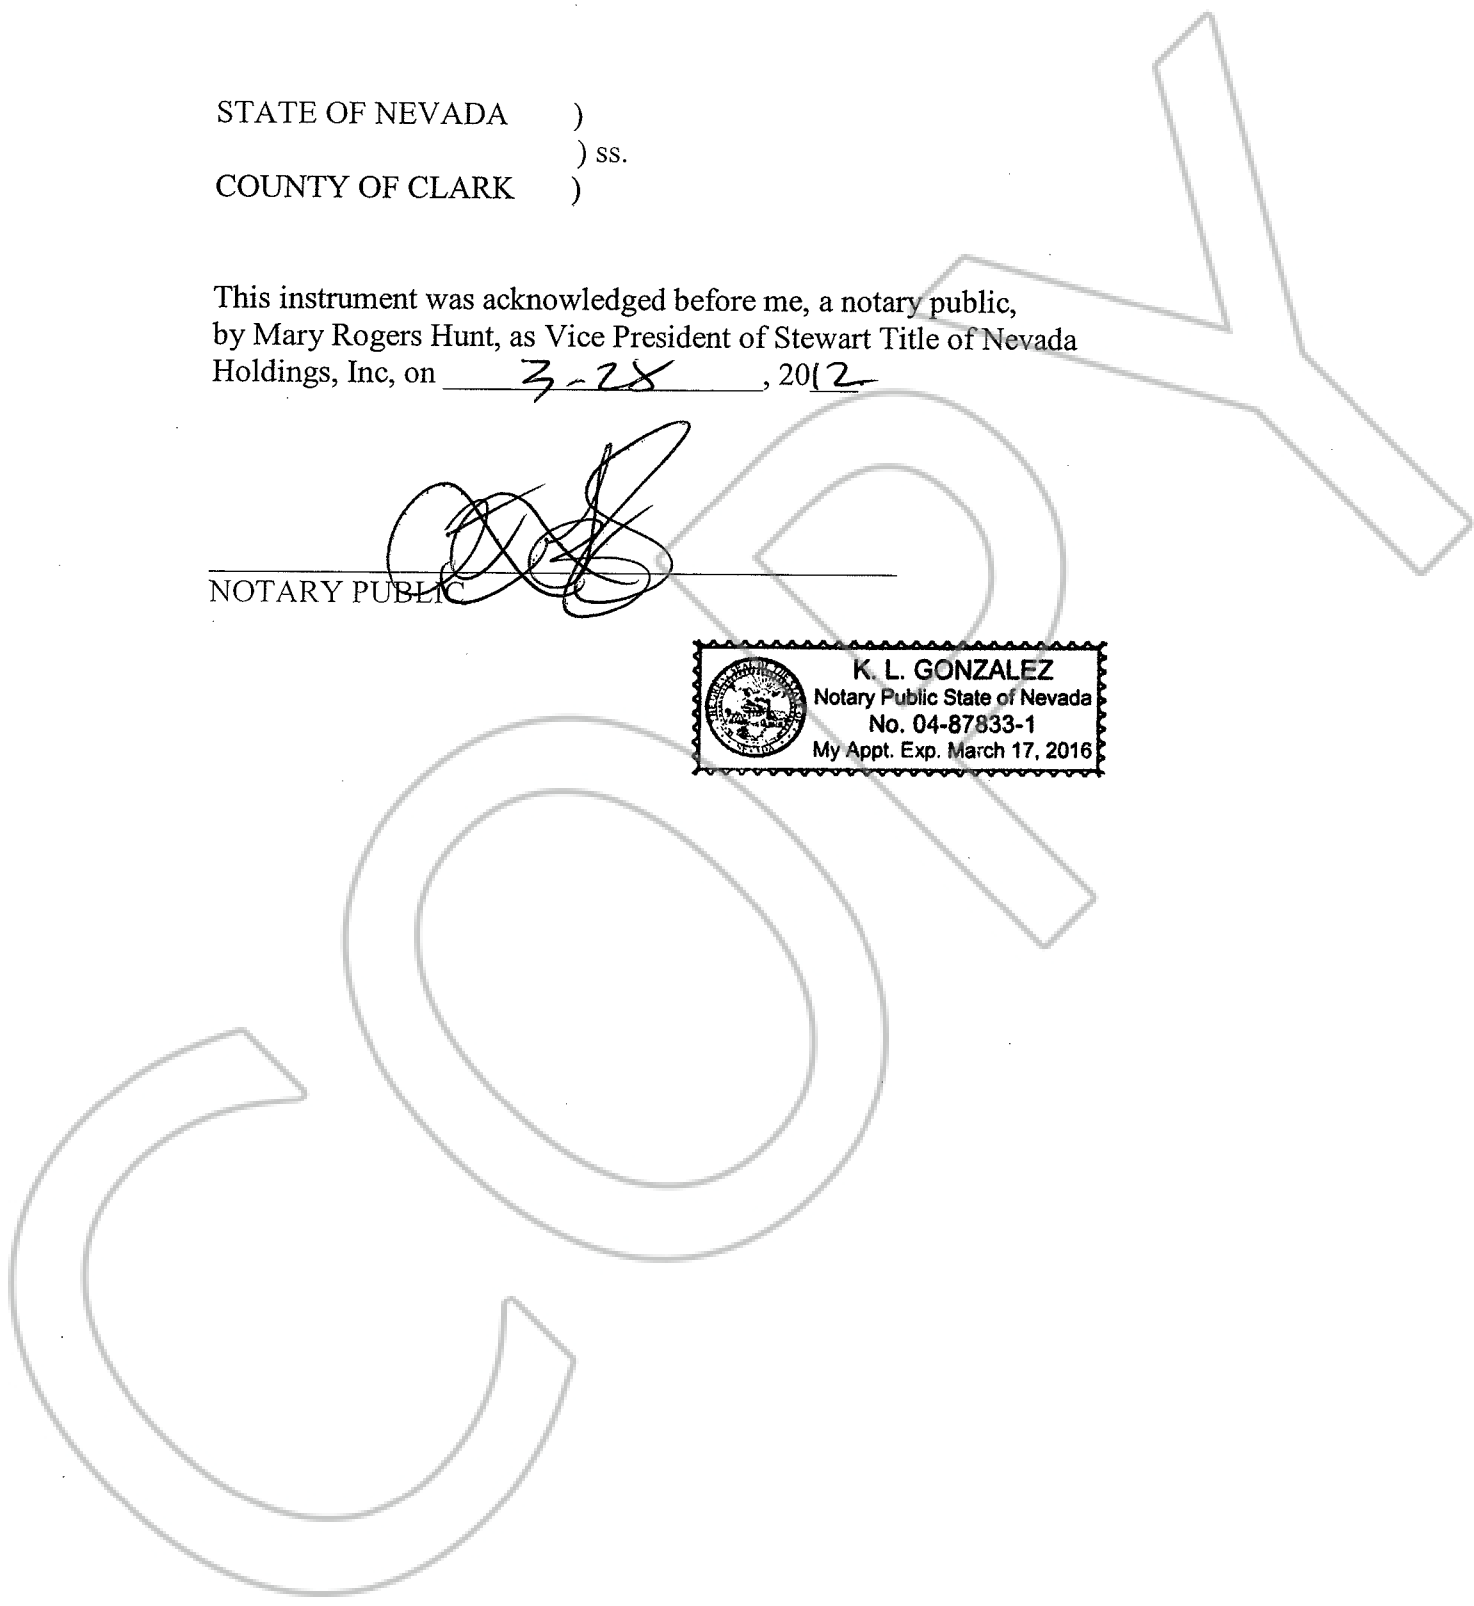 STATE OF NEVADA )
) ss.
COUNTY OF CLARK )
This instrument was acknowledged before me, a notary public,
by Mary Rogers Hunt, as Vice President of Stewart Title of Nevada
Holdings, Inc, on 3-28, 2012
NOTARY PUBLIC
K. L. GONZALEZ
Notary Public State of Nevada
No. 04-87833-1
My Appt. Exp. March 17, 2016
COPY